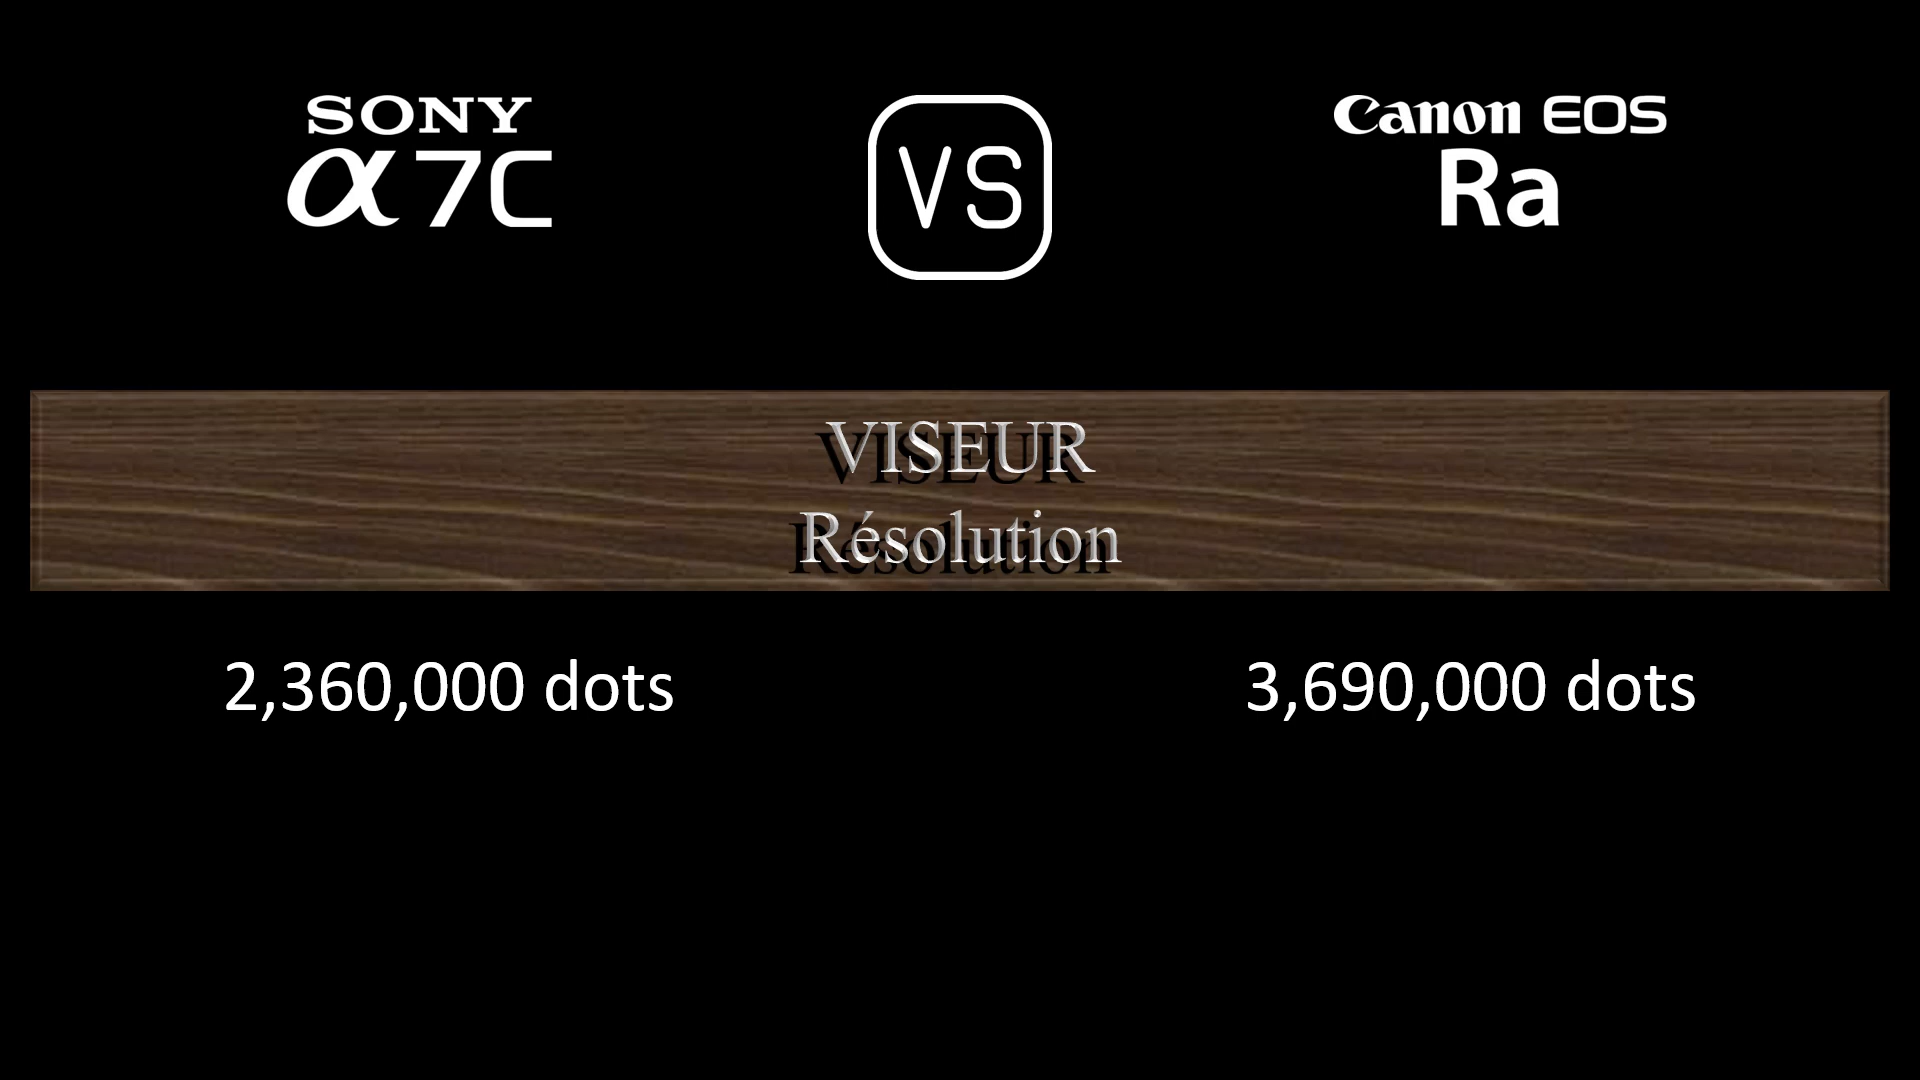 SONY
α7C
VS
Canon EOS
Ra
VISEUR
Résolution
2,360,000 dots
3,690,000 dots